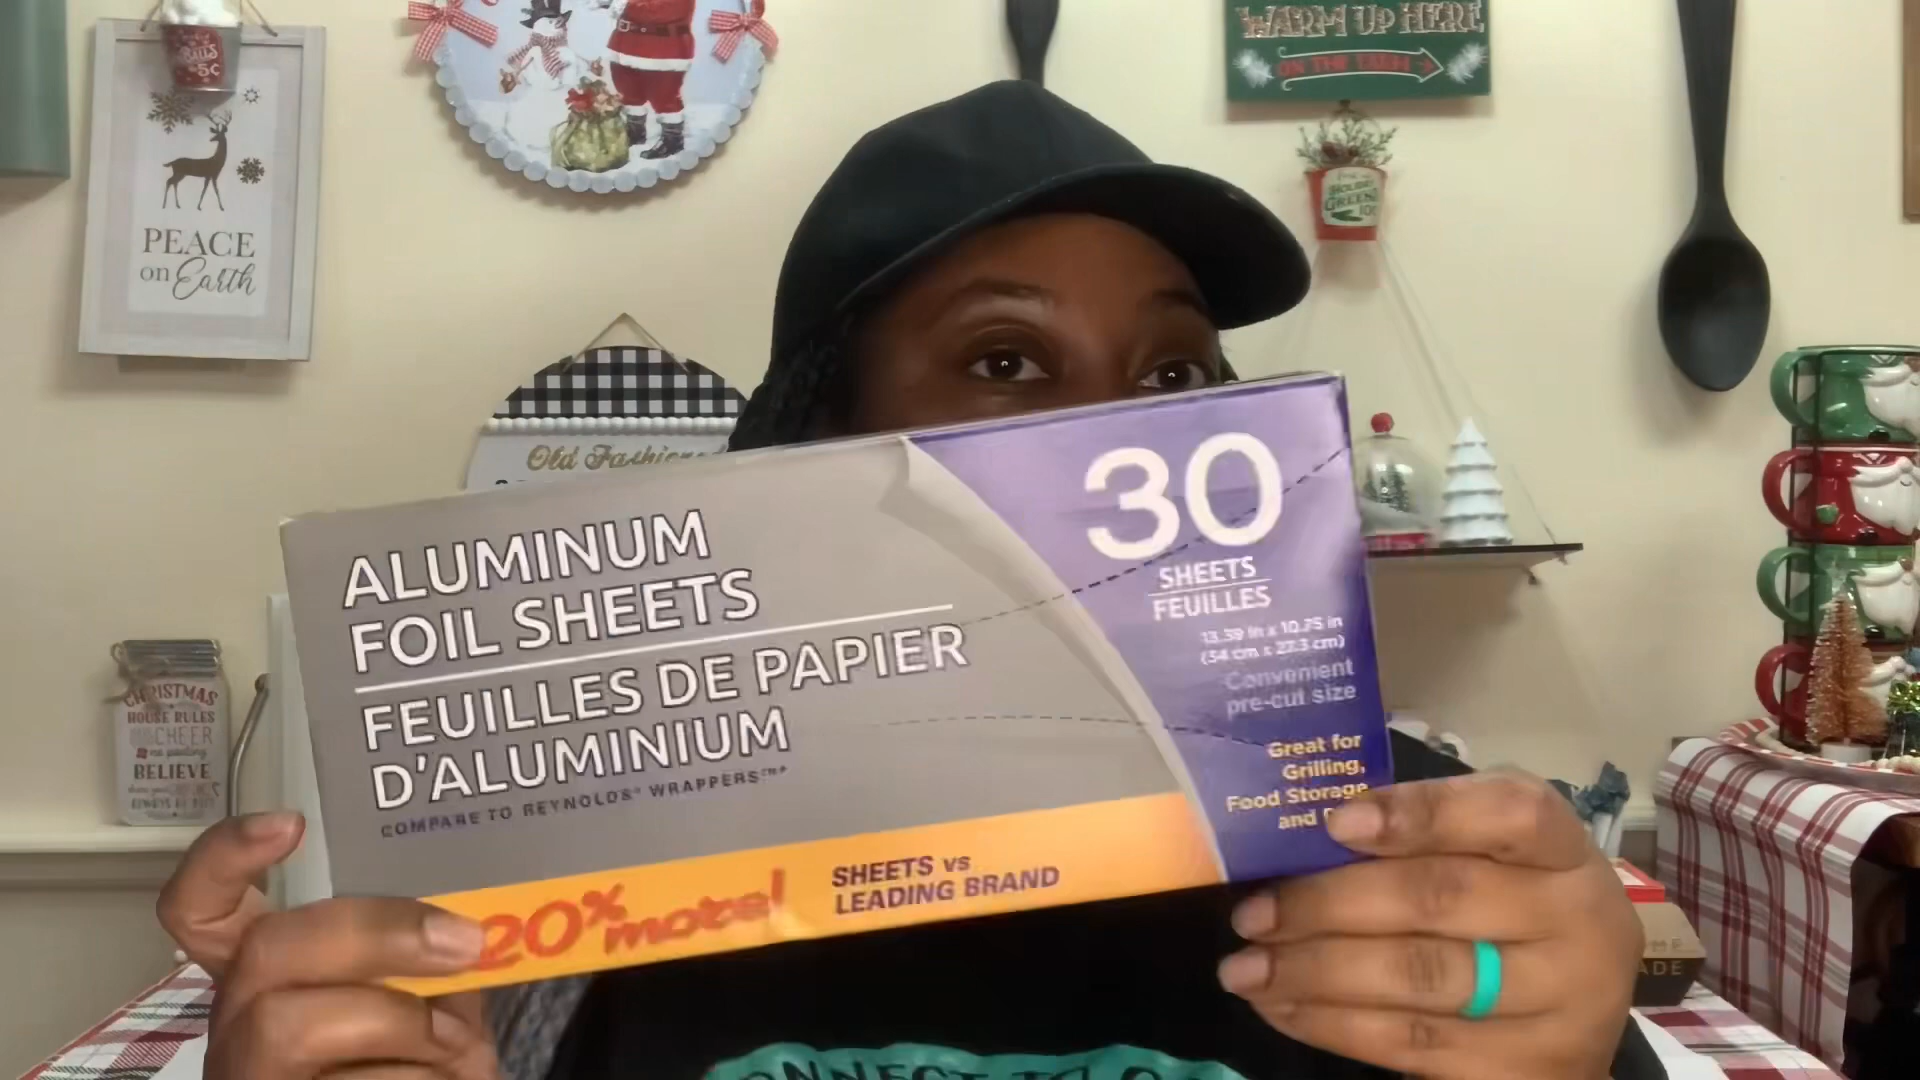 5¢
PEACE
on Earth
WARM UP HERE
ON THE FARM
Old Fashioned
CHRISTMAS
HOUSE RULES
CHEER
BELIEVE
ALUMINUM
FOIL SHEETS
FEUILLES DE PAPIER
D'ALUMINIUM
COMPARE TO REYNOLDS® WRAPPERS™*
20% more!
SHEETS vs
LEADING BRAND
30
SHEETS
FEUILLES
Convenient
pre-cut size
Great for
Grilling,
Food Storage
and